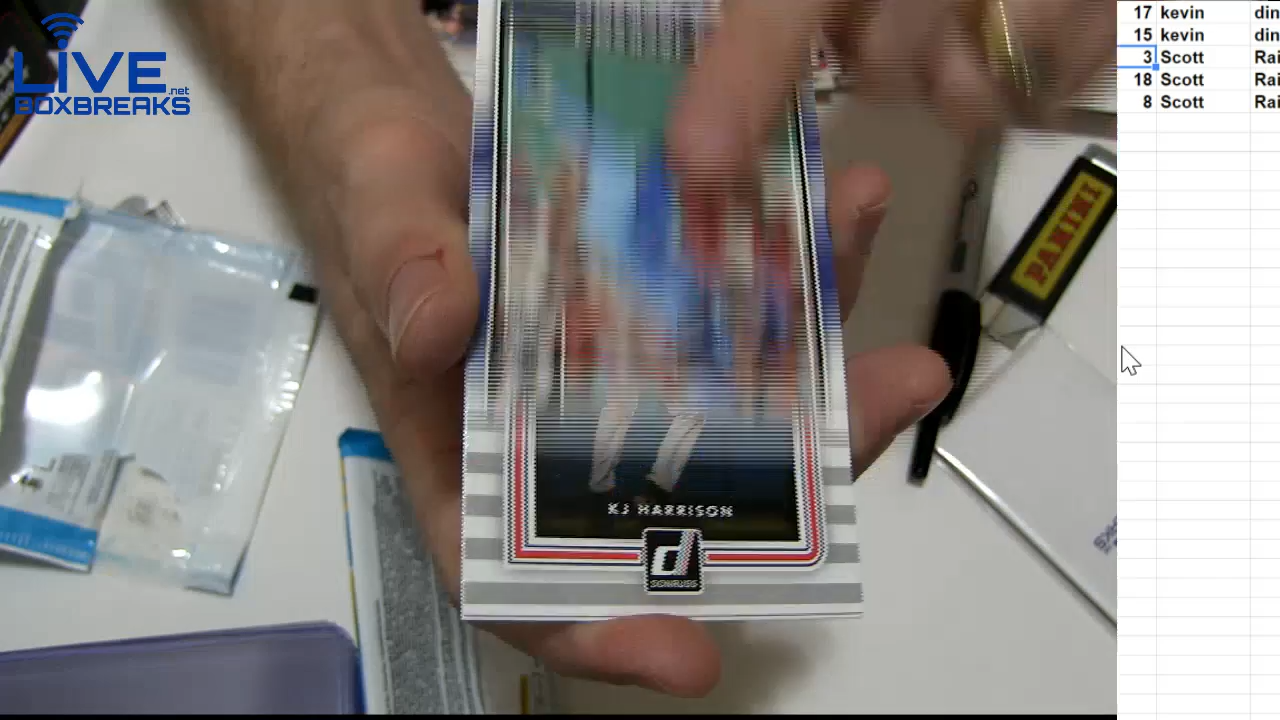 LIVE
.net
BOXBREAKS
17 kevin din
15 kevin din
3 Scott Rai
18 Scott Rai
8 Scott Rai
PANINI
KJ HARRISON
d
DONRUSS